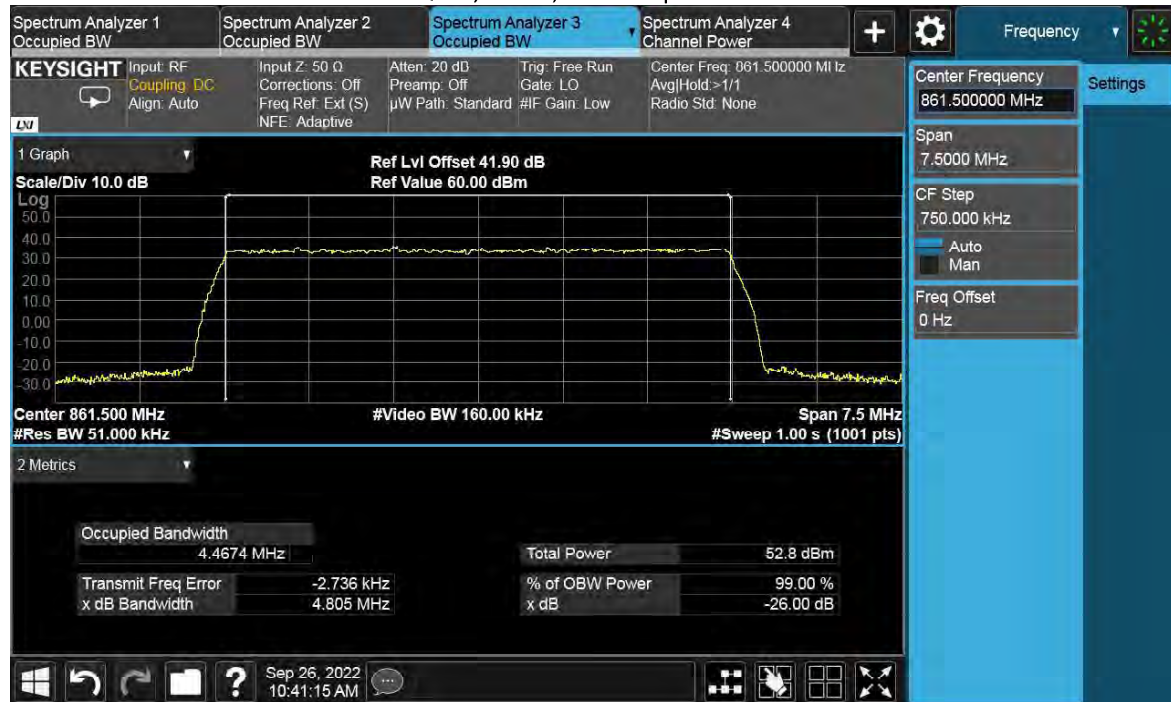 Spectrum Analyzer 1
Occupied BW
Spectrum Analyzer 2
Occupied BW
Spectrum Analyzer 3
Occupied BW
Spectrum Analyzer 4
Channel Power
+
Frequency
KEYSIGHT
Input: RF
Coupling: DC
Align: Auto
Input Z: 50 Ω
Corrections: Off
Freq Ref: Ext (S)
NFE: Adaptive
Atten: 20 dB
Preamp: Off
µW Path: Standard
Trig: Free Run
Gate: LO
#IF Gain: Low
Center Freq: 861.500000 MHz
Avg|Hold:>1/1
Radio Std: None
LXI
Center Frequency
861.500000 MHz
Settings
Span
7.5000 MHz
CF Step
750.000 kHz
Auto
Man
Freq Offset
0 Hz
1 Graph
Scale/Div 10.0 dB
Ref Lvl Offset 41.90 dB
Ref Value 60.00 dBm
Log
50.0
40.0
30.0
20.0
10.0
0.00
-10.0
-20.0
-30.0
Center 861.500 MHz
#Video BW 160.00 kHz
Span 7.5 MHz
#Res BW 51.000 kHz
#Sweep 1.00 s (1001 pts)
2 Metrics
Occupied Bandwidth
4.4674 MHz
Total Power 52.8 dBm
Transmit Freq Error -2.736 kHz
% of OBW Power 99.00 %
x dB Bandwidth 4.805 MHz
x dB -26.00 dB
?
Sep 26, 2022
10:41:15 AM